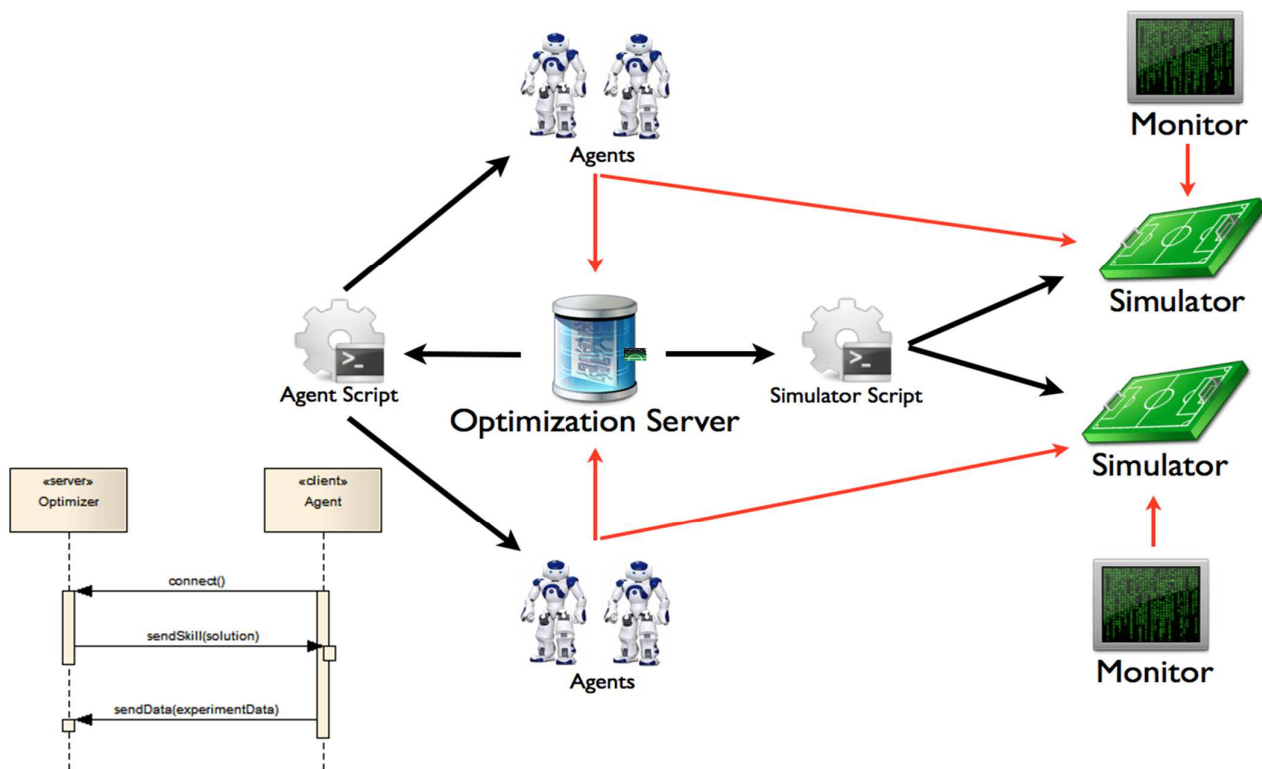 Monitor
Agents
Simulator
Agent Script
>_
Optimization Server
Simulator Script
>_
Simulator
«server»
Optimizer
«client»
Agent
connect()
sendSkill(solution)
sendData(experimentData)
Agents
Monitor